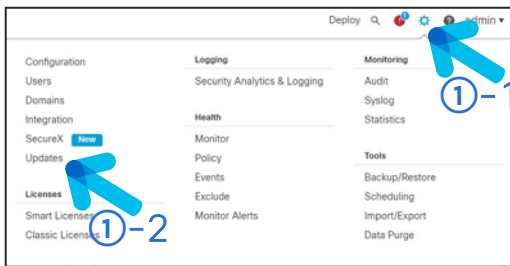 Deploy 1 admin
①-1
Configuration
Users
Domains
Integration
SecureX New
Updates
Licenses
Smart Licenses
Classic Licenses
①-2
Logging
Security Analytics & Logging
Health
Monitor
Policy
Events
Exclude
Monitor Alerts
Monitoring
Audit
Syslog
Statistics
Tools
Backup/Restore
Scheduling
Import/Export
Data Purge